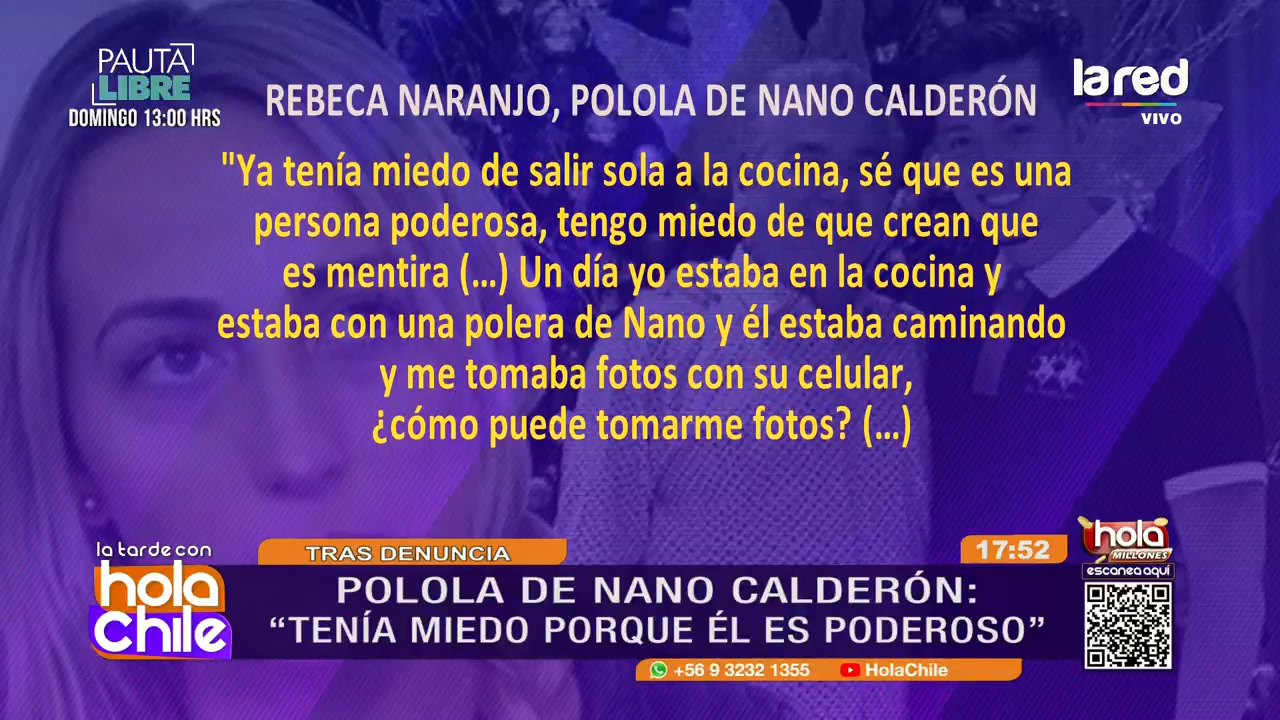 PAUTA
LIBRE
DOMINGO 13:00 HRS
la red
VIVO
REBECA NARANJO, POLOLA DE NANO CALDERÓN
"Ya tenía miedo de salir sola a la cocina, sé que es una
persona poderosa, tengo miedo de que crean que
es mentira (...) Un día yo estaba en la cocina y
estaba con una polera de Nano y él estaba caminando
y me tomaba fotos con su celular,
¿cómo puede tomarme fotos? (...)
la tarde con
hola
chile
TRAS DENUNCIA
17:52
POLOLA DE NANO CALDERÓN:
“TENÍA MIEDO PORQUE ÉL ES PODEROSO”
+56 9 3232 1355
HolaChile
hola
MILLONES
escanea aquí